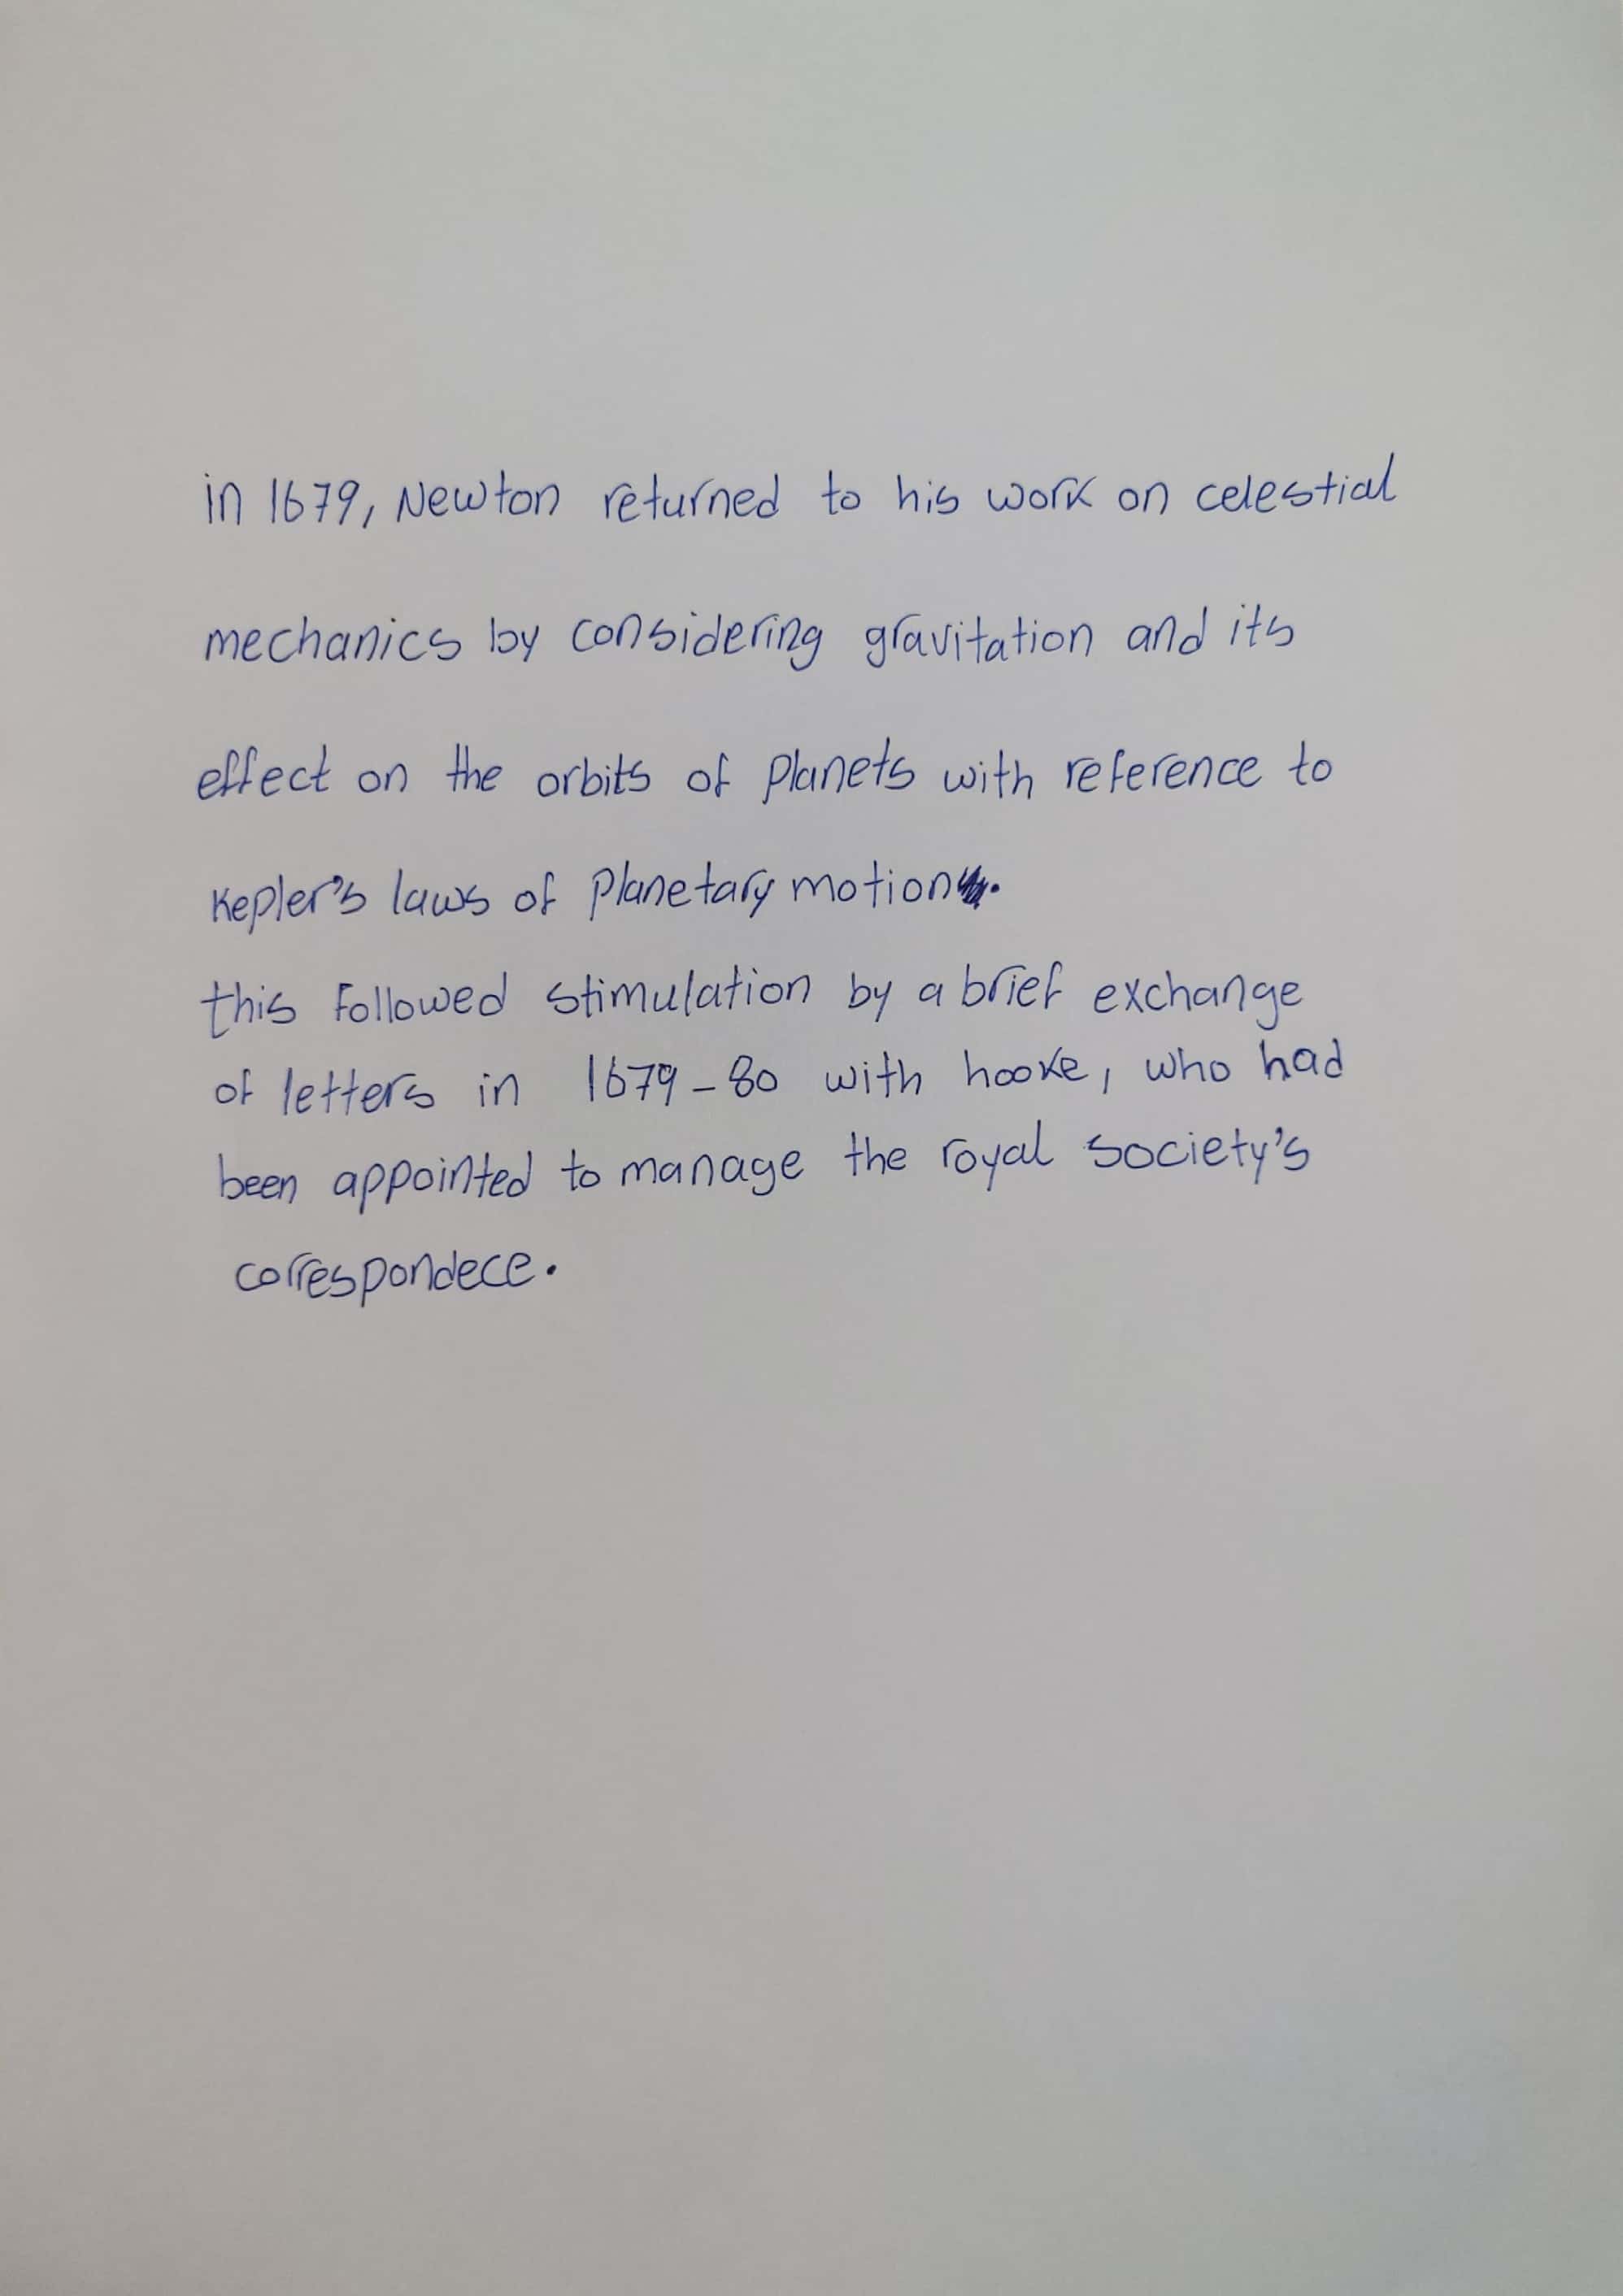 in 1679, Newton returned to his work on celestial
mechanics by considering gravitation and its
effect on the orbits of planets with reference to
Kepler's laws of planetary motion.
this followed stimulation by a brief exchange
of letters in 1679-80 with hooke, who had
been appointed to manage the royal society's
correspondece.